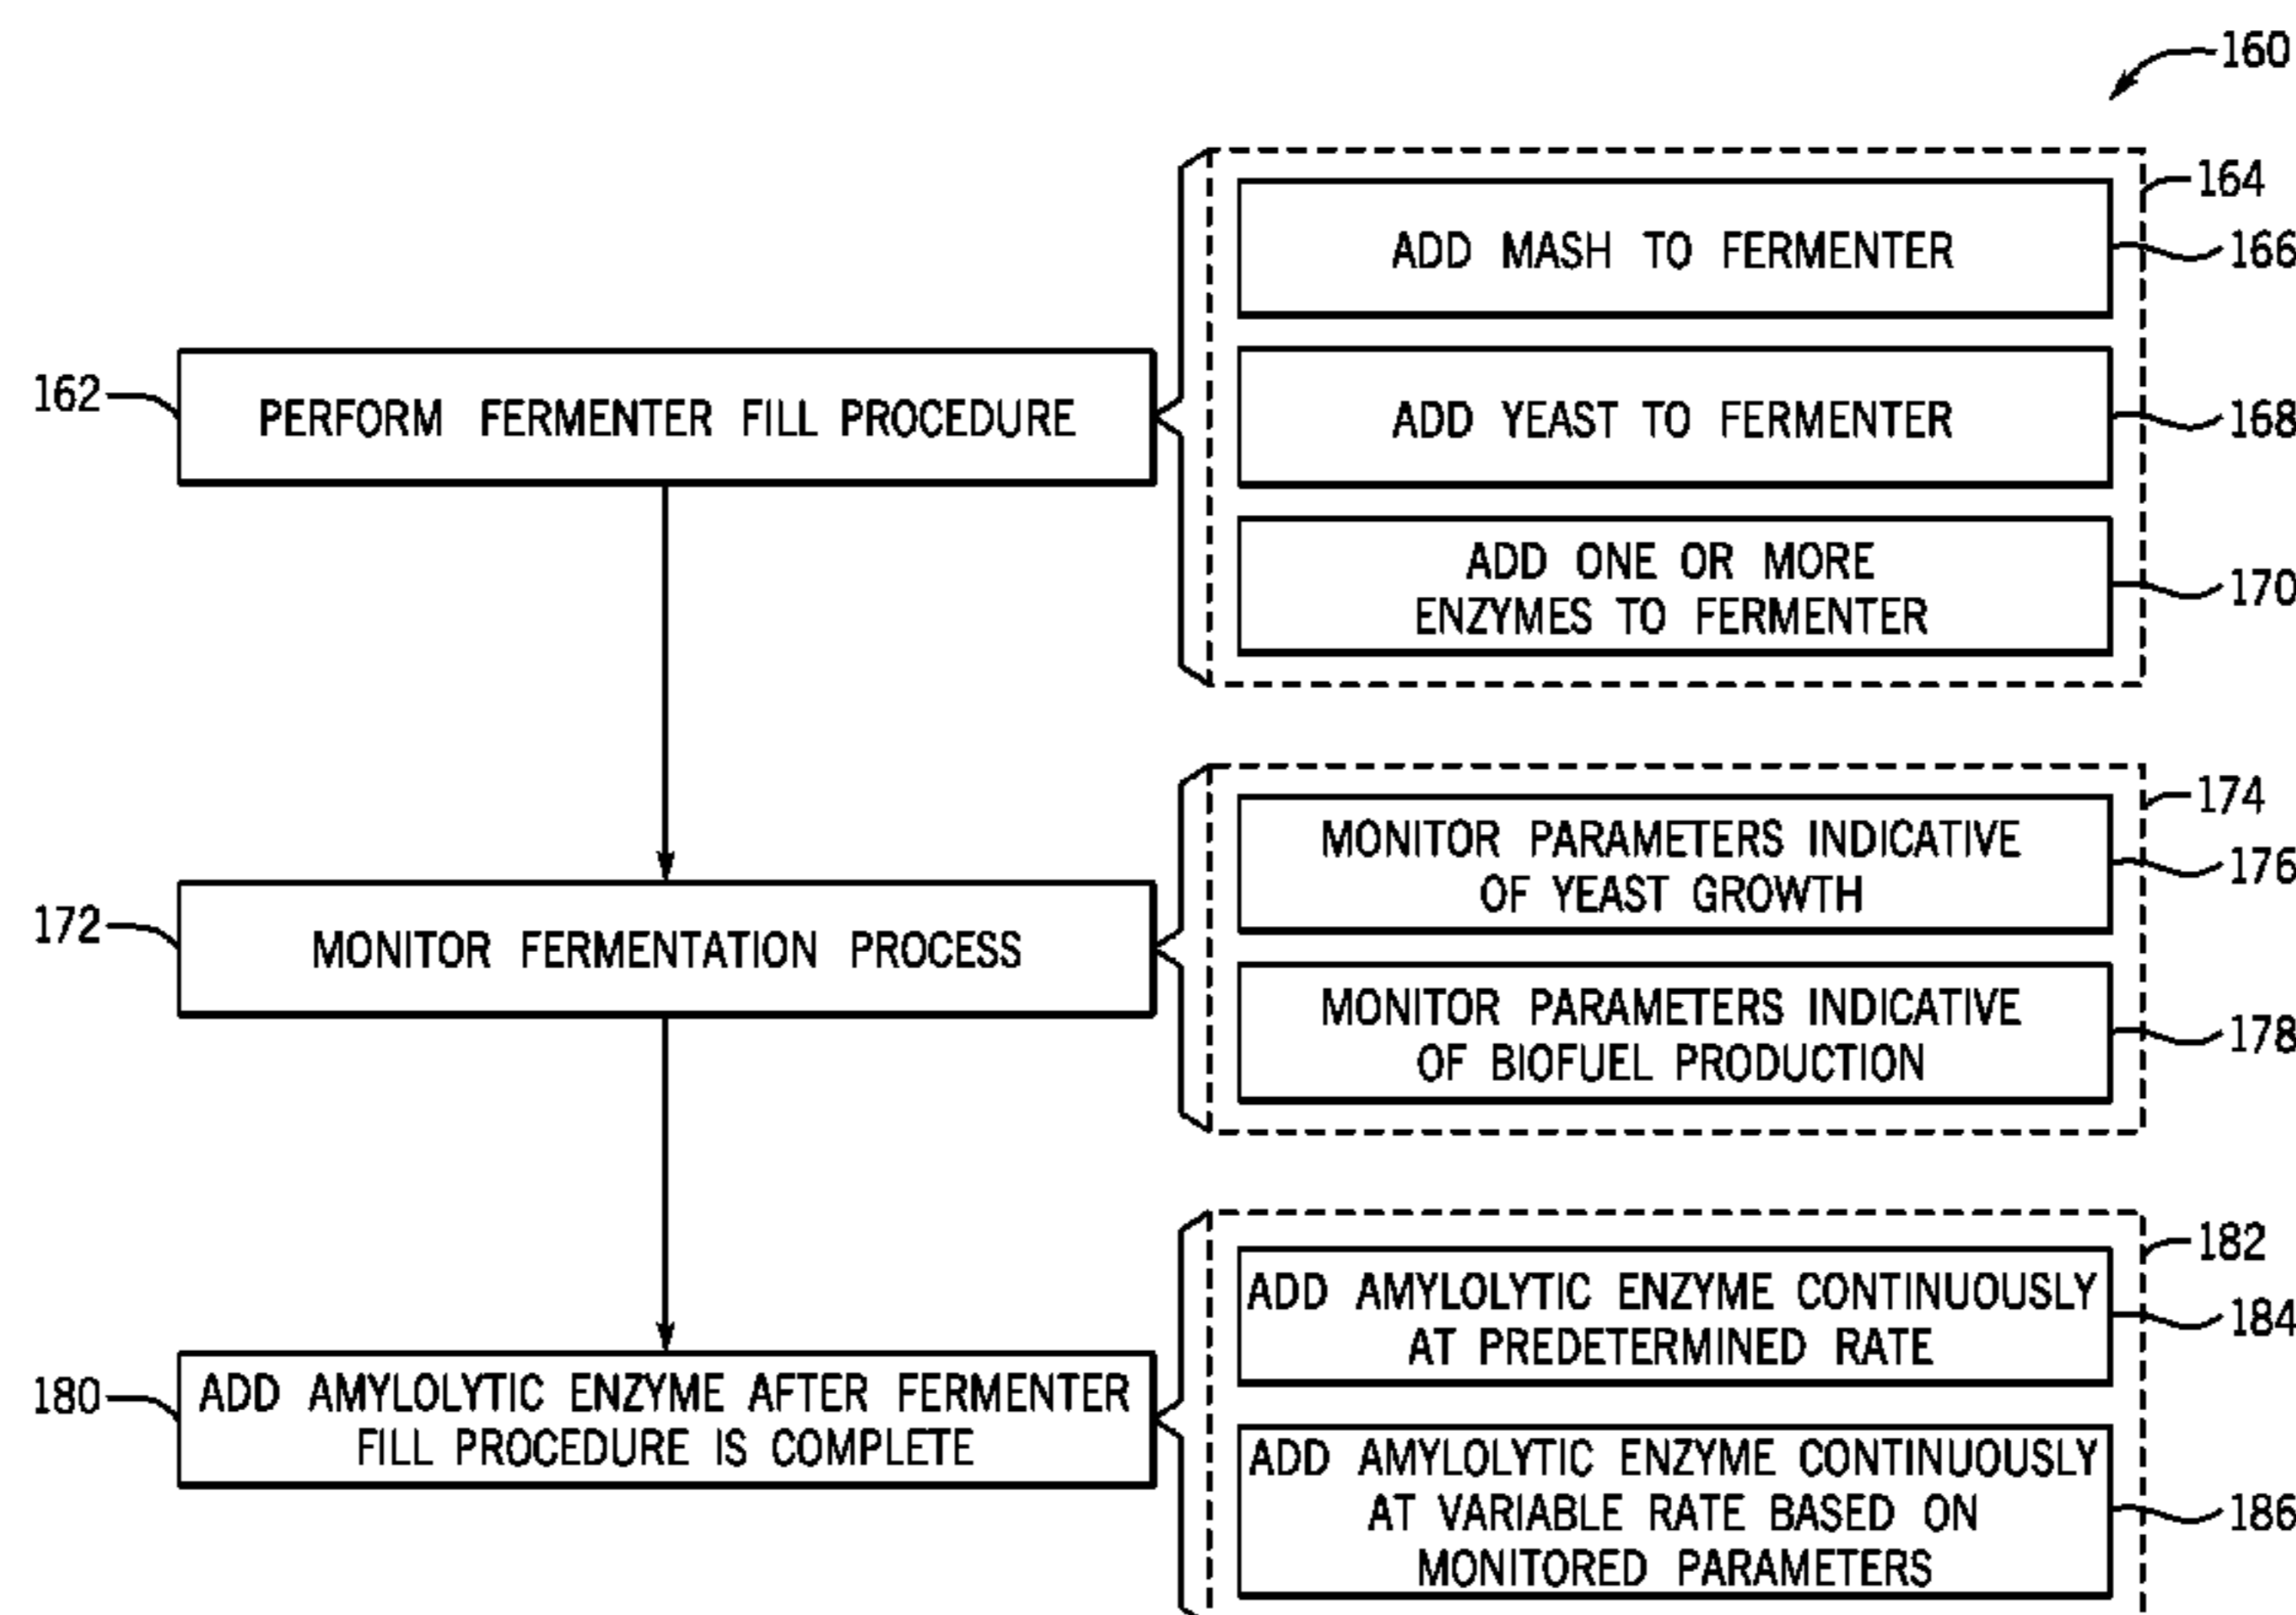 160
164
ADD MASH TO FERMENTER
166
162
PERFORM FERMENTER FILL PROCEDURE
ADD YEAST TO FERMENTER
168
ADD ONE OR MORE
ENZYMES TO FERMENTER
170
174
MONITOR PARAMETERS INDICATIVE
OF YEAST GROWTH
176
172
MONITOR FERMENTATION PROCESS
MONITOR PARAMETERS INDICATIVE
OF BIOFUEL PRODUCTION
178
182
ADD AMYLOLYTIC ENZYME CONTINUOUSLY
AT PREDETERMINED RATE
184
180
ADD AMYLOLYTIC ENZYME AFTER FERMENTER
FILL PROCEDURE IS COMPLETE
ADD AMYLOLYTIC ENZYME CONTINUOUSLY
AT VARIABLE RATE BASED ON
MONITORED PARAMETERS
186